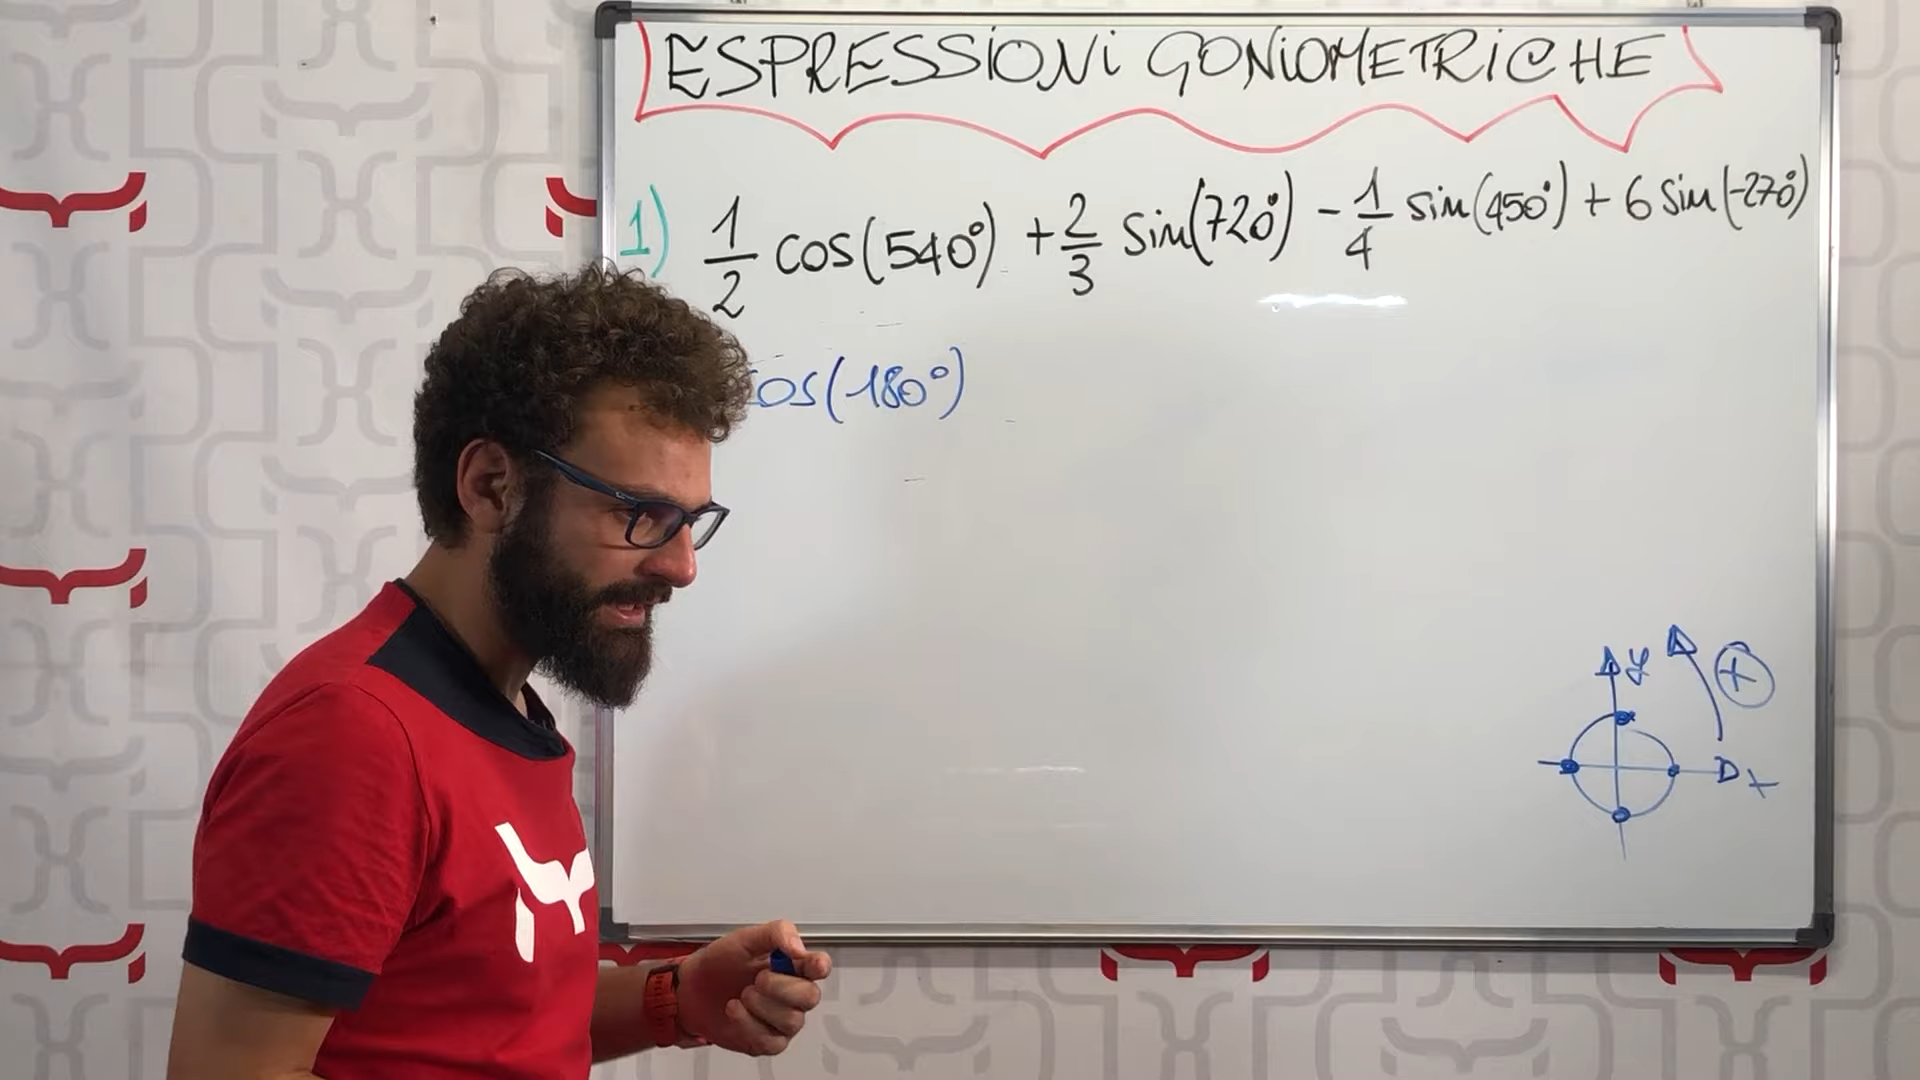 ESPRESSIONI GONIOMETRICHE
1) 1/2 cos(540°) + 2/3 sin(720°) - 1/4 sin(450°) + 6 sin(-270°)
cos(180°)
y +
x